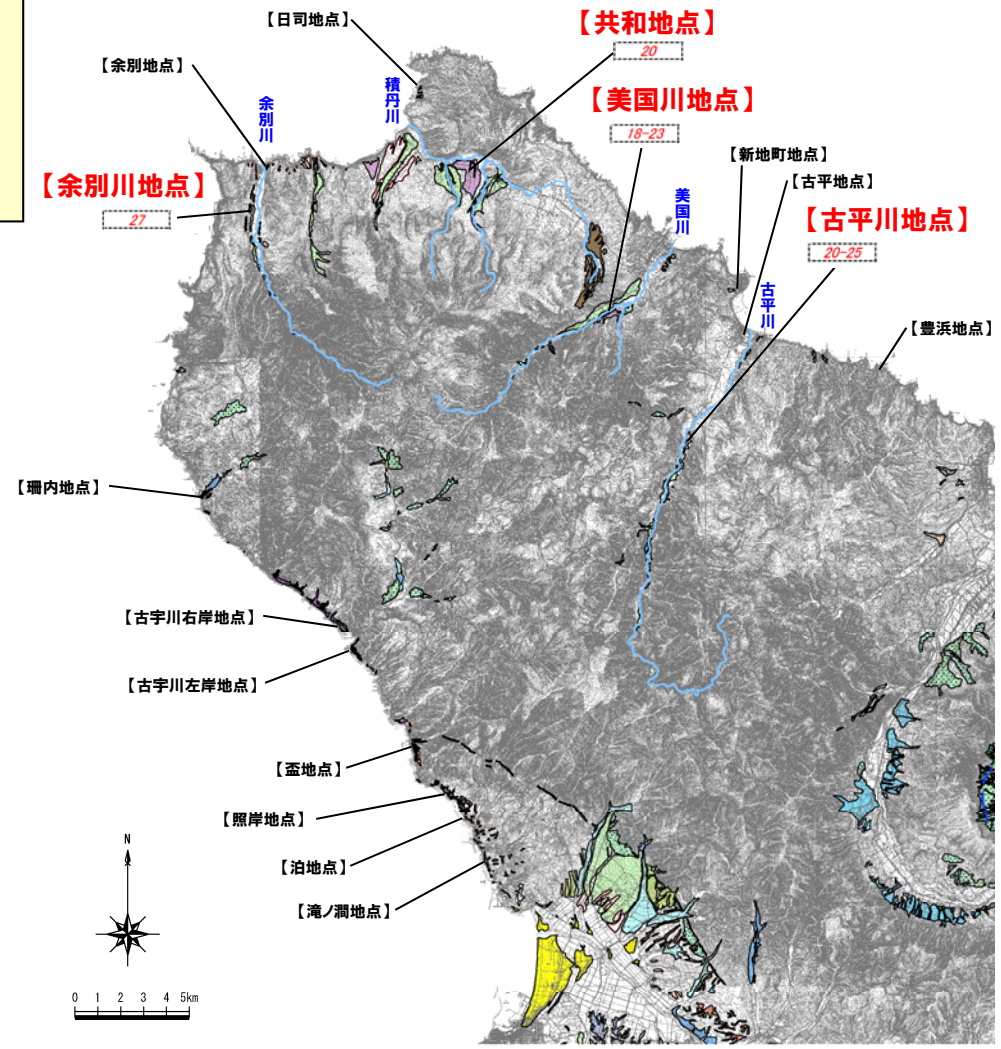 【日司地点】
【共和地点】
20
【余別地点】
積丹川
余別川
【美国川地点】
18-23
【新地町地点】
【古平地点】
【余別川地点】
27
美国川
【古平川地点】
20-25
古平川
【豊浜地点】
【珊内地点】
【古宇川右岸地点】
【古宇川左岸地点】
【盃地点】
【照岸地点】
【泊地点】
【滝ノ澗地点】
N
0 1 2 3 4 5km